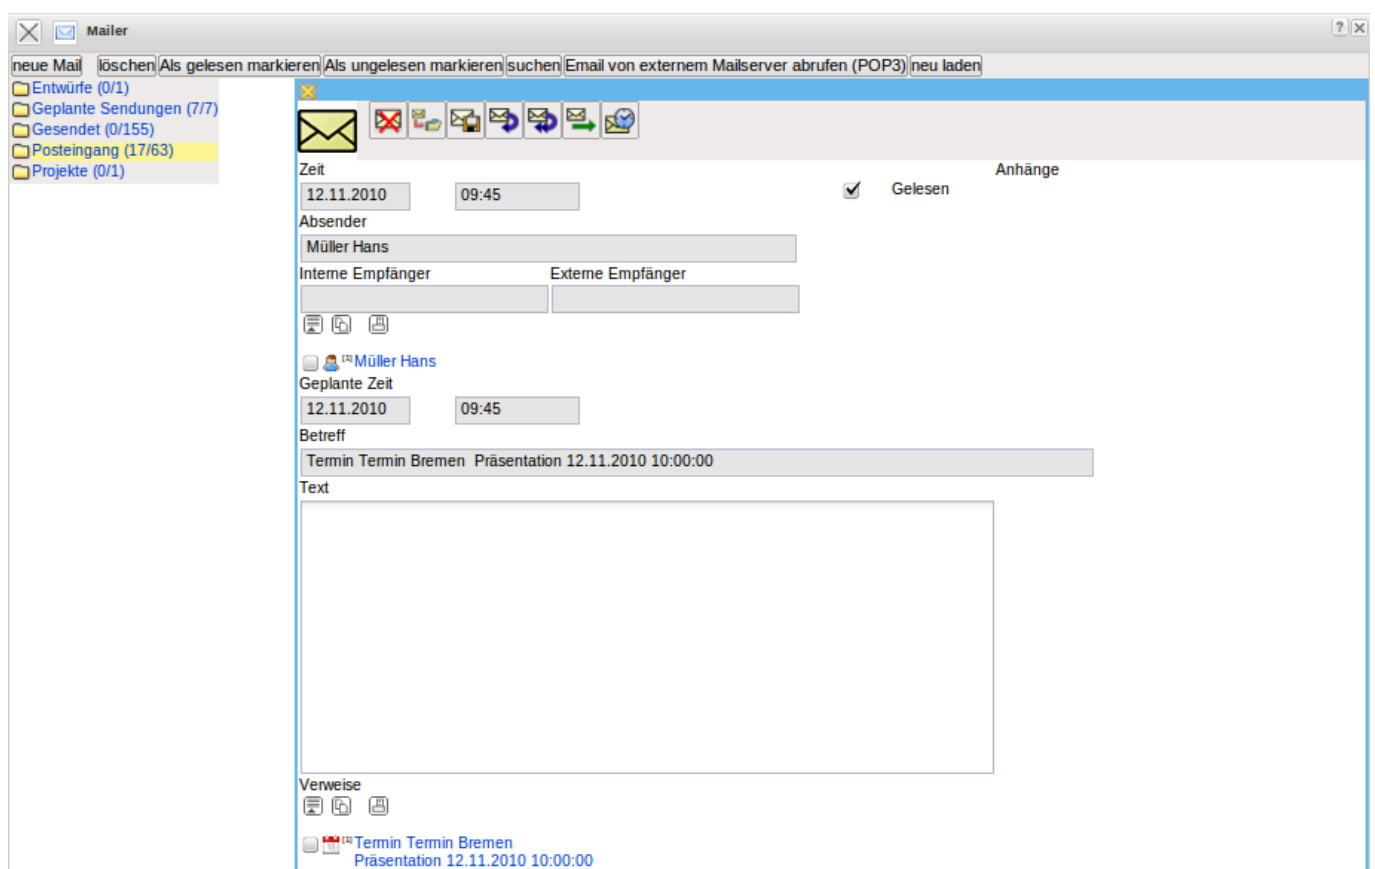 Mailer
neue Mail löschen Als gelesen markieren Als ungelesen markieren suchen Email von externem Mailserver abrufen (POP3) neu laden
Entwürfe (0/1)
Geplante Sendungen (7/7)
Gesendet (0/155)
Posteingang (17/63)
Projekte (0/1)
Zeit
Anhänge
12.11.2010 09:45
Gelesen
Absender
Müller Hans
Interne Empfänger Externe Empfänger
[1] Müller Hans
Geplante Zeit
12.11.2010 09:45
Betreff
Termin Termin Bremen Präsentation 12.11.2010 10:00:00
Text
Verweise
[1] Termin Termin Bremen
Präsentation 12.11.2010 10:00:00